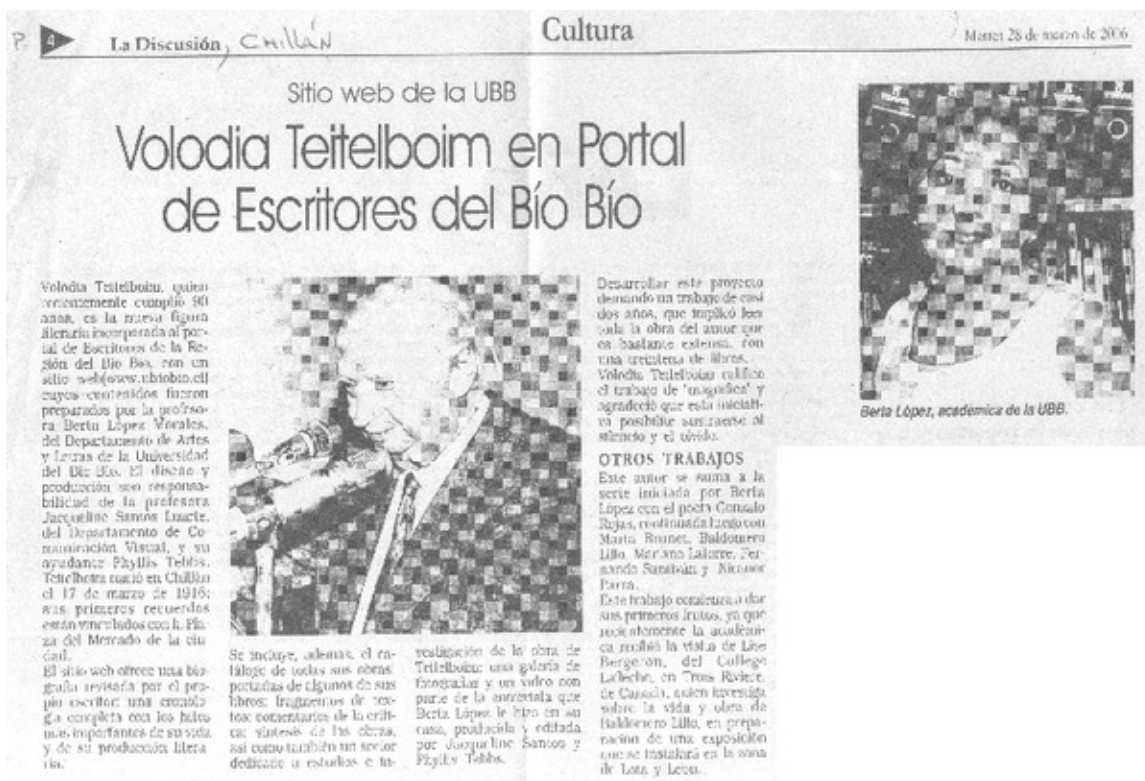 P. 4 La Discusión, CHILLÁN
Cultura
Martes 28 de marzo de 2006
Sitio web de la UBB
Volodia Teitelboim en Portal
de Escritores del Bío Bío
Volodia Teitelboim, quien
recientemente cumplió 90
años, es la nueva figura
literaria incorporada al por-
tal de Escritores de la Re-
gión del Bío Bío, con un
sitio web(www.ubiobio.cl)
cuyos contenidos fueron
preparados por la profeso-
ra Berta López Morales,
del Departamento de Artes
y Letras de la Universidad
del Bío Bío. El diseño y
producción son responsa-
bilidad de la profesora
Jacqueline Santos
del Departamento de Co-
municación Visual, y su
ayudante Phyllis Tebbs.
Teitelboim nació en Chillán
el 17 de marzo de 1916;
sus primeros recuerdos
están vinculados con la Pla-
za del Mercado de la ciu-
dad.
El sitio web ofrece una bio-
grafía revisada por el pro-
pio escritor; una cronolo-
gía completa con los hitos
más importantes de su vida
y de su producción litera-
ria.
Se incluye, además, el ca-
tálogo de todas sus obras;
portadas de algunos de sus
libros; fragmentos de tex-
tos; comentarios de la críti-
ca; síntesis de las obras,
así como también un sector
dedicado a estudios e in-
vestigación de la obra de
Teitelboim; una galería de
fotografías y un video con
parte de la entrevista que
Berta López le hizo en su
casa, producida y editada
por Jacqueline Santos y
Phyllis Tebbs.
Desarrollar este proyecto
demandó un trabajo de casi
dos años, que implicó leer
toda la obra del autor que
es bastante extensa, con
una treintena de libros.
Volodia Teitelboim calificó
el trabajo de "magnífico" y
agradeció que esta iniciati-
va posibilite sustraerse al
silencio y el olvido.
OTROS TRABAJOS
Este autor se suma a la
serie iniciada por Berta
López con el poeta Gonzalo
Rojas, continuada luego con
Marta Brunet, Baldomero
Lillo, Mariano Latorre, Fer-
nando Santiván y Nicanor
Parra.
Este trabajo comienza a dar
sus primeros frutos, ya que
recientemente la académi-
ca recibió la visita de Lise
Bergeron, del College
Lafleche, en Trois Riviere,
de Canadá, quien investiga
sobre la vida y obra de
Baldomero Lillo, en prepa-
ración de una exposición
que se instalará en la zona
de Lota y Lebu.
Berta López, académica de la UBB.